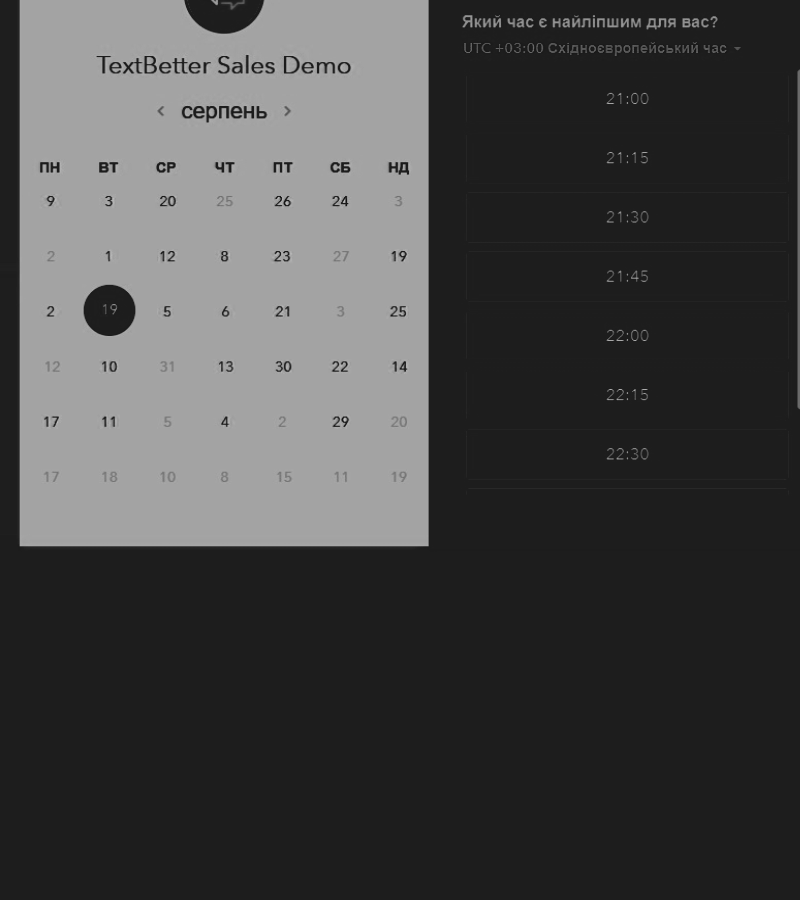 TextBetter Sales Demo
серпень
ПН ВТ СР ЧТ ПТ СБ НД
9 3 20 25 26 24 3
2 1 12 8 23 27 19
2 19 5 6 21 3 25
12 10 31 13 30 22 14
17 11 5 4 2 29 20
17 18 10 8 15 11 19
Який час є найліпшим для вас?
UTC +03:00 Східноєвропейський час
21:00
21:15
21:30
21:45
22:00
22:15
22:30